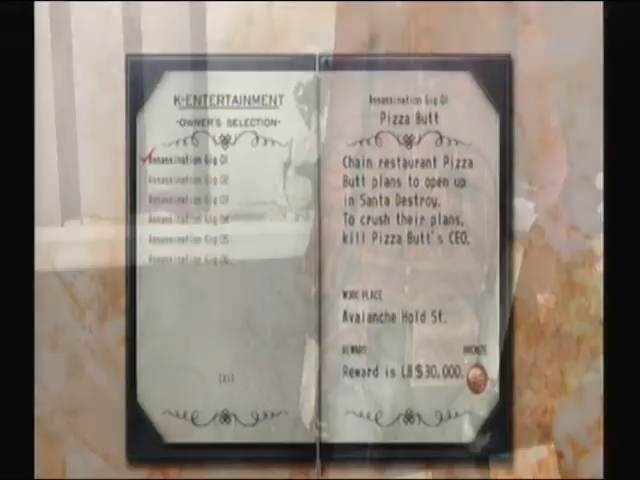 K-ENTERTAINMENT
·OWNER'S SELECTION·
Assassination Gig 01
Assassination Gig 02
Assassination Gig 03
Assassination Gig 04
Assassination Gig 05
Assassination Gig 06
EXIT
Assassination Gig 01
Pizza Butt
Chain restaurant Pizza
Butt plans to open up
in Santa Destroy.
To crush their plans,
kill Pizza Butt's CEO.
WORK PLACE
Avalanche Hold St.
REWARD BRONZE
Reward is LB$30,000.